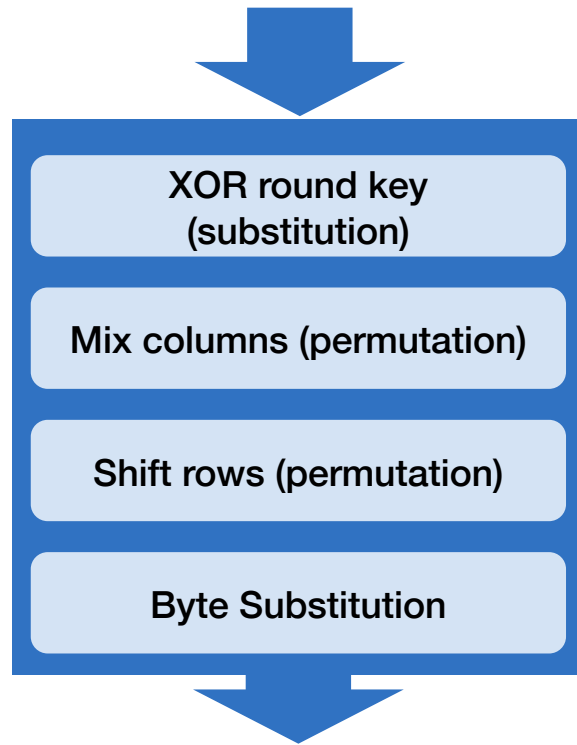 XOR round key
(substitution)
Mix columns (permutation)
Shift rows (permutation)
Byte Substitution